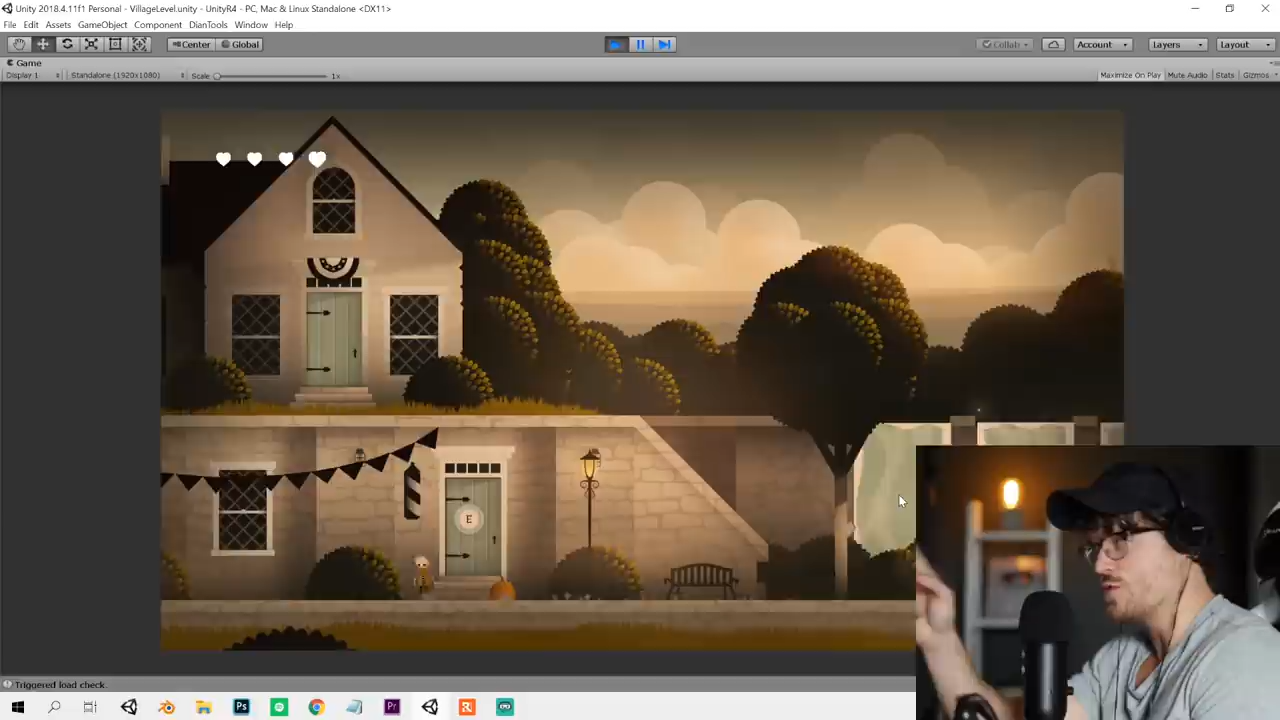 Unity 2018.4.11f1 Personal - VillageLevel.unity - UnityR4 - PC, Mac & Linux Standalone <DX11>
File Edit Assets GameObject Component DianTools Window Help
Center Global Collab Account Layers Layout
Game
Display 1 Standalone (1920x1080) Scale 1x Maximize On Play Mute Audio Stats Gizmos
E
Triggered load check.
Ps Pr